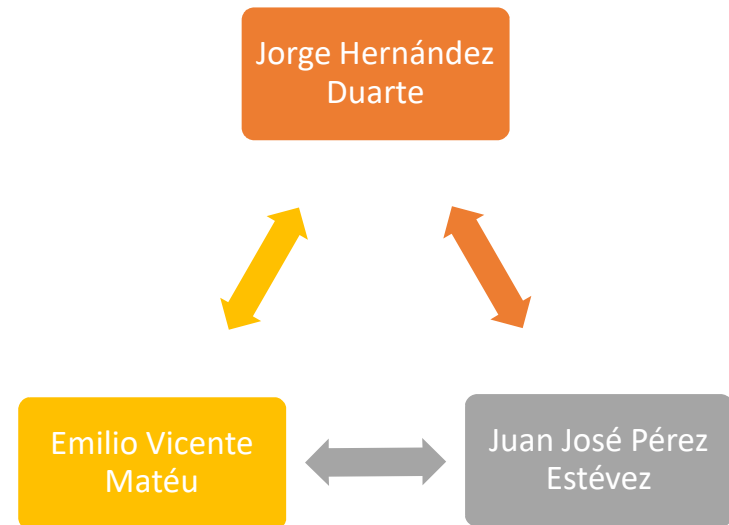 Jorge Hernández
Duarte
Emilio Vicente
Matéu
Juan José Pérez
Estévez